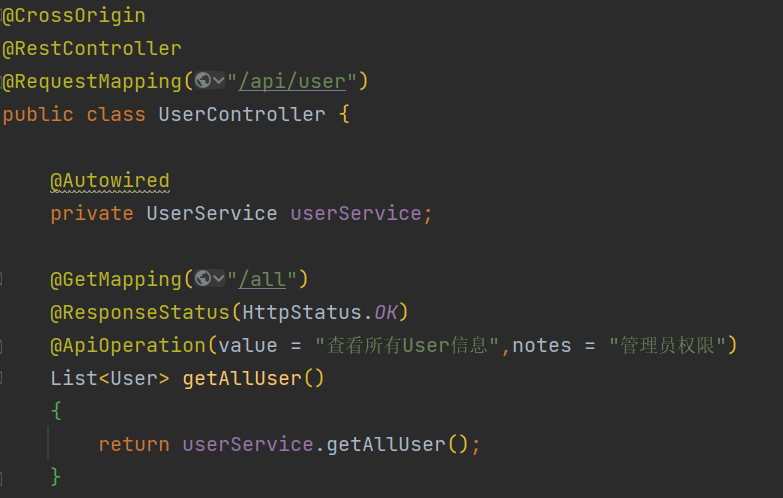 @CrossOrigin
@RestController
@RequestMapping("/api/user")
public class UserController {
@Autowired
private UserService userService;
@GetMapping("/all")
@ResponseStatus(HttpStatus.OK)
@ApiOperation(value = "查看所有User信息",notes = "管理员权限")
List<User> getAllUser()
{
return userService.getAllUser();
}